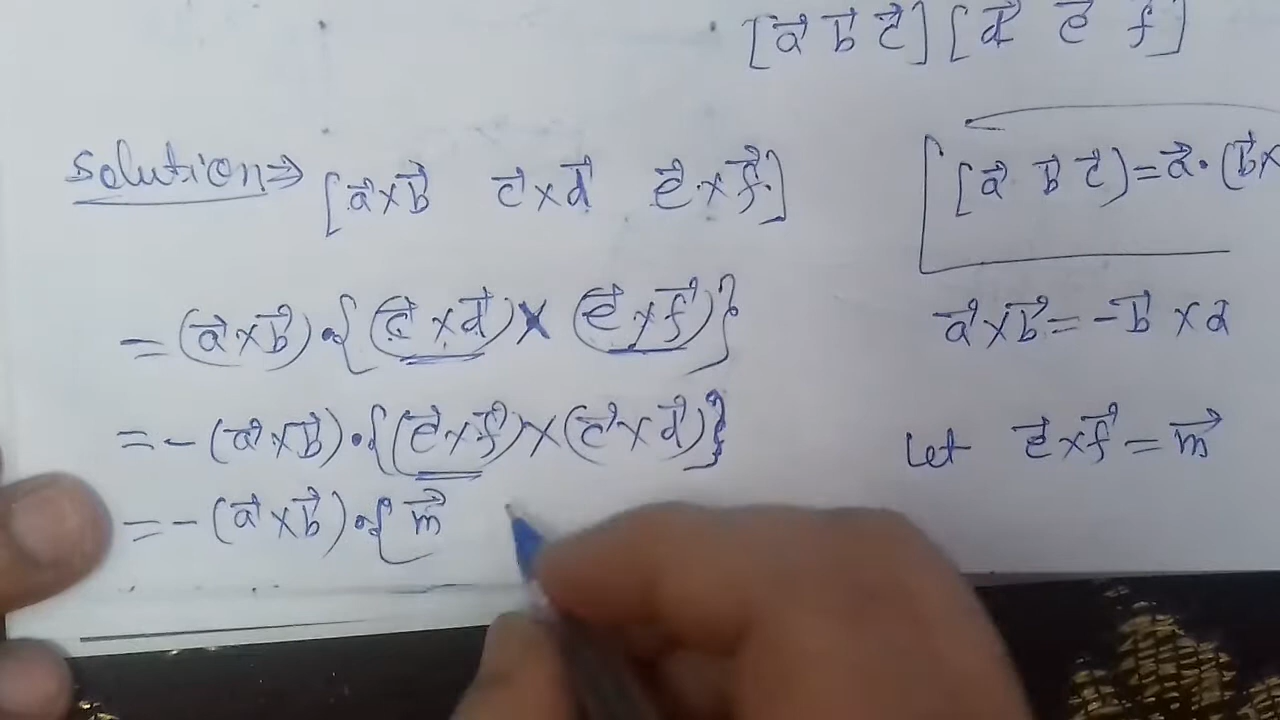 [a⃗ b⃗ c⃗] [d⃗ e⃗ f⃗]
Solution⇒ [a⃗×b⃗ c⃗×d⃗ e⃗×f⃗]
[[a⃗ b⃗ c⃗]=a⃗·(b⃗×
=(a⃗×b⃗)·{(c⃗×d⃗)×(e⃗×f⃗)}
a⃗×b⃗=-b⃗×a
=-(a⃗×b⃗)·{(e⃗×f⃗)×(c⃗×d⃗)}
Let e⃗×f⃗=m⃗
=-(a⃗×b⃗)·{m⃗